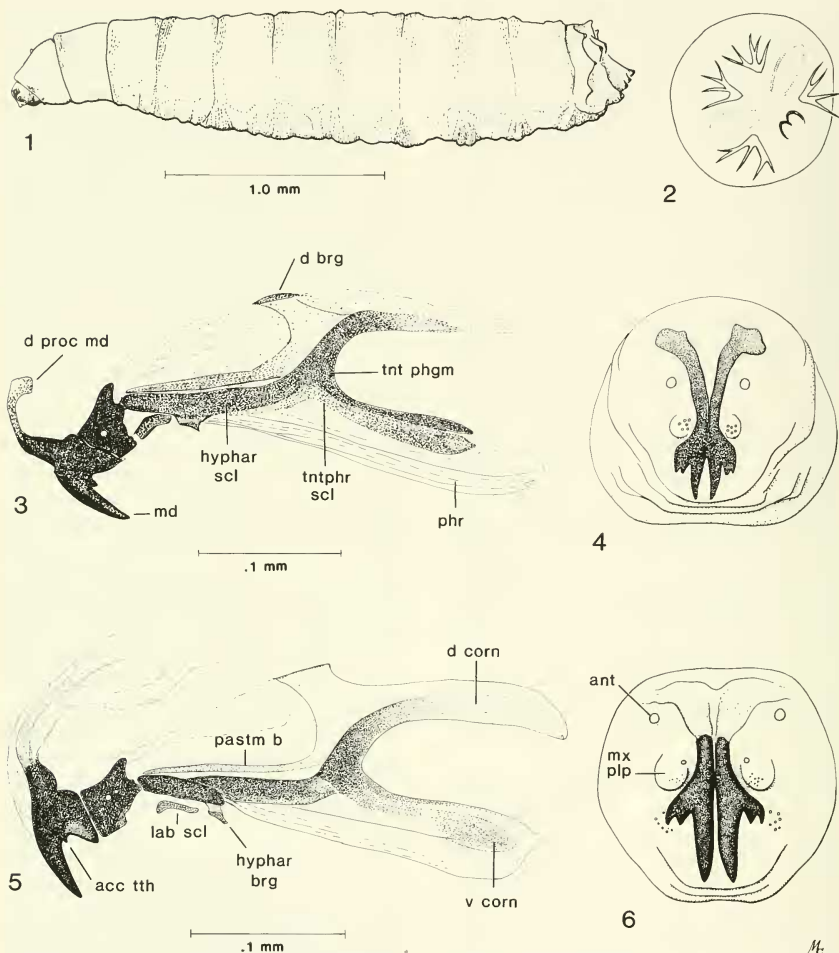 1
1.0 mm
2
d brg
d proc md
tnt phgm
hyphar
scl
tntphr
scl
phr
md
3
.1 mm
4
d corn
pastm b
lab scl
hyphar
brg
acc tth
v corn
5
.1 mm
ant
mx
plp
6